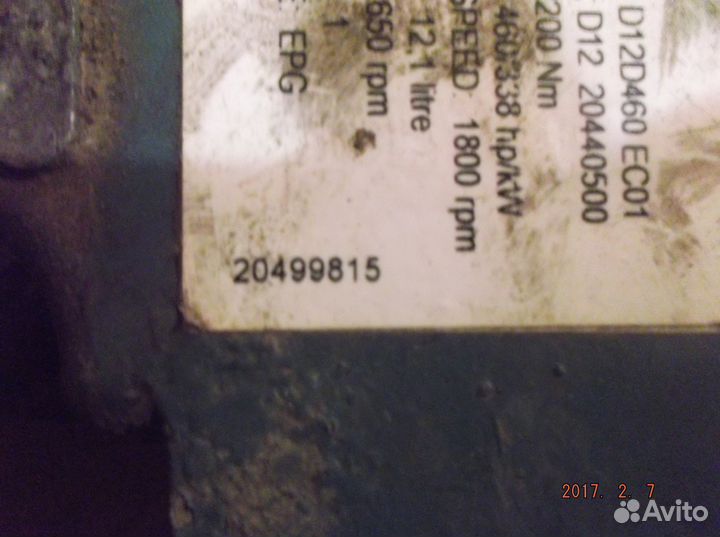 D12D460 EC01
D12 20440500
200 Nm
460/338 hp/kW
SPEED: 1800 rpm
12,1 litre
650 rpm
1
E EPG
20499815
2017. 2. 7
Avito